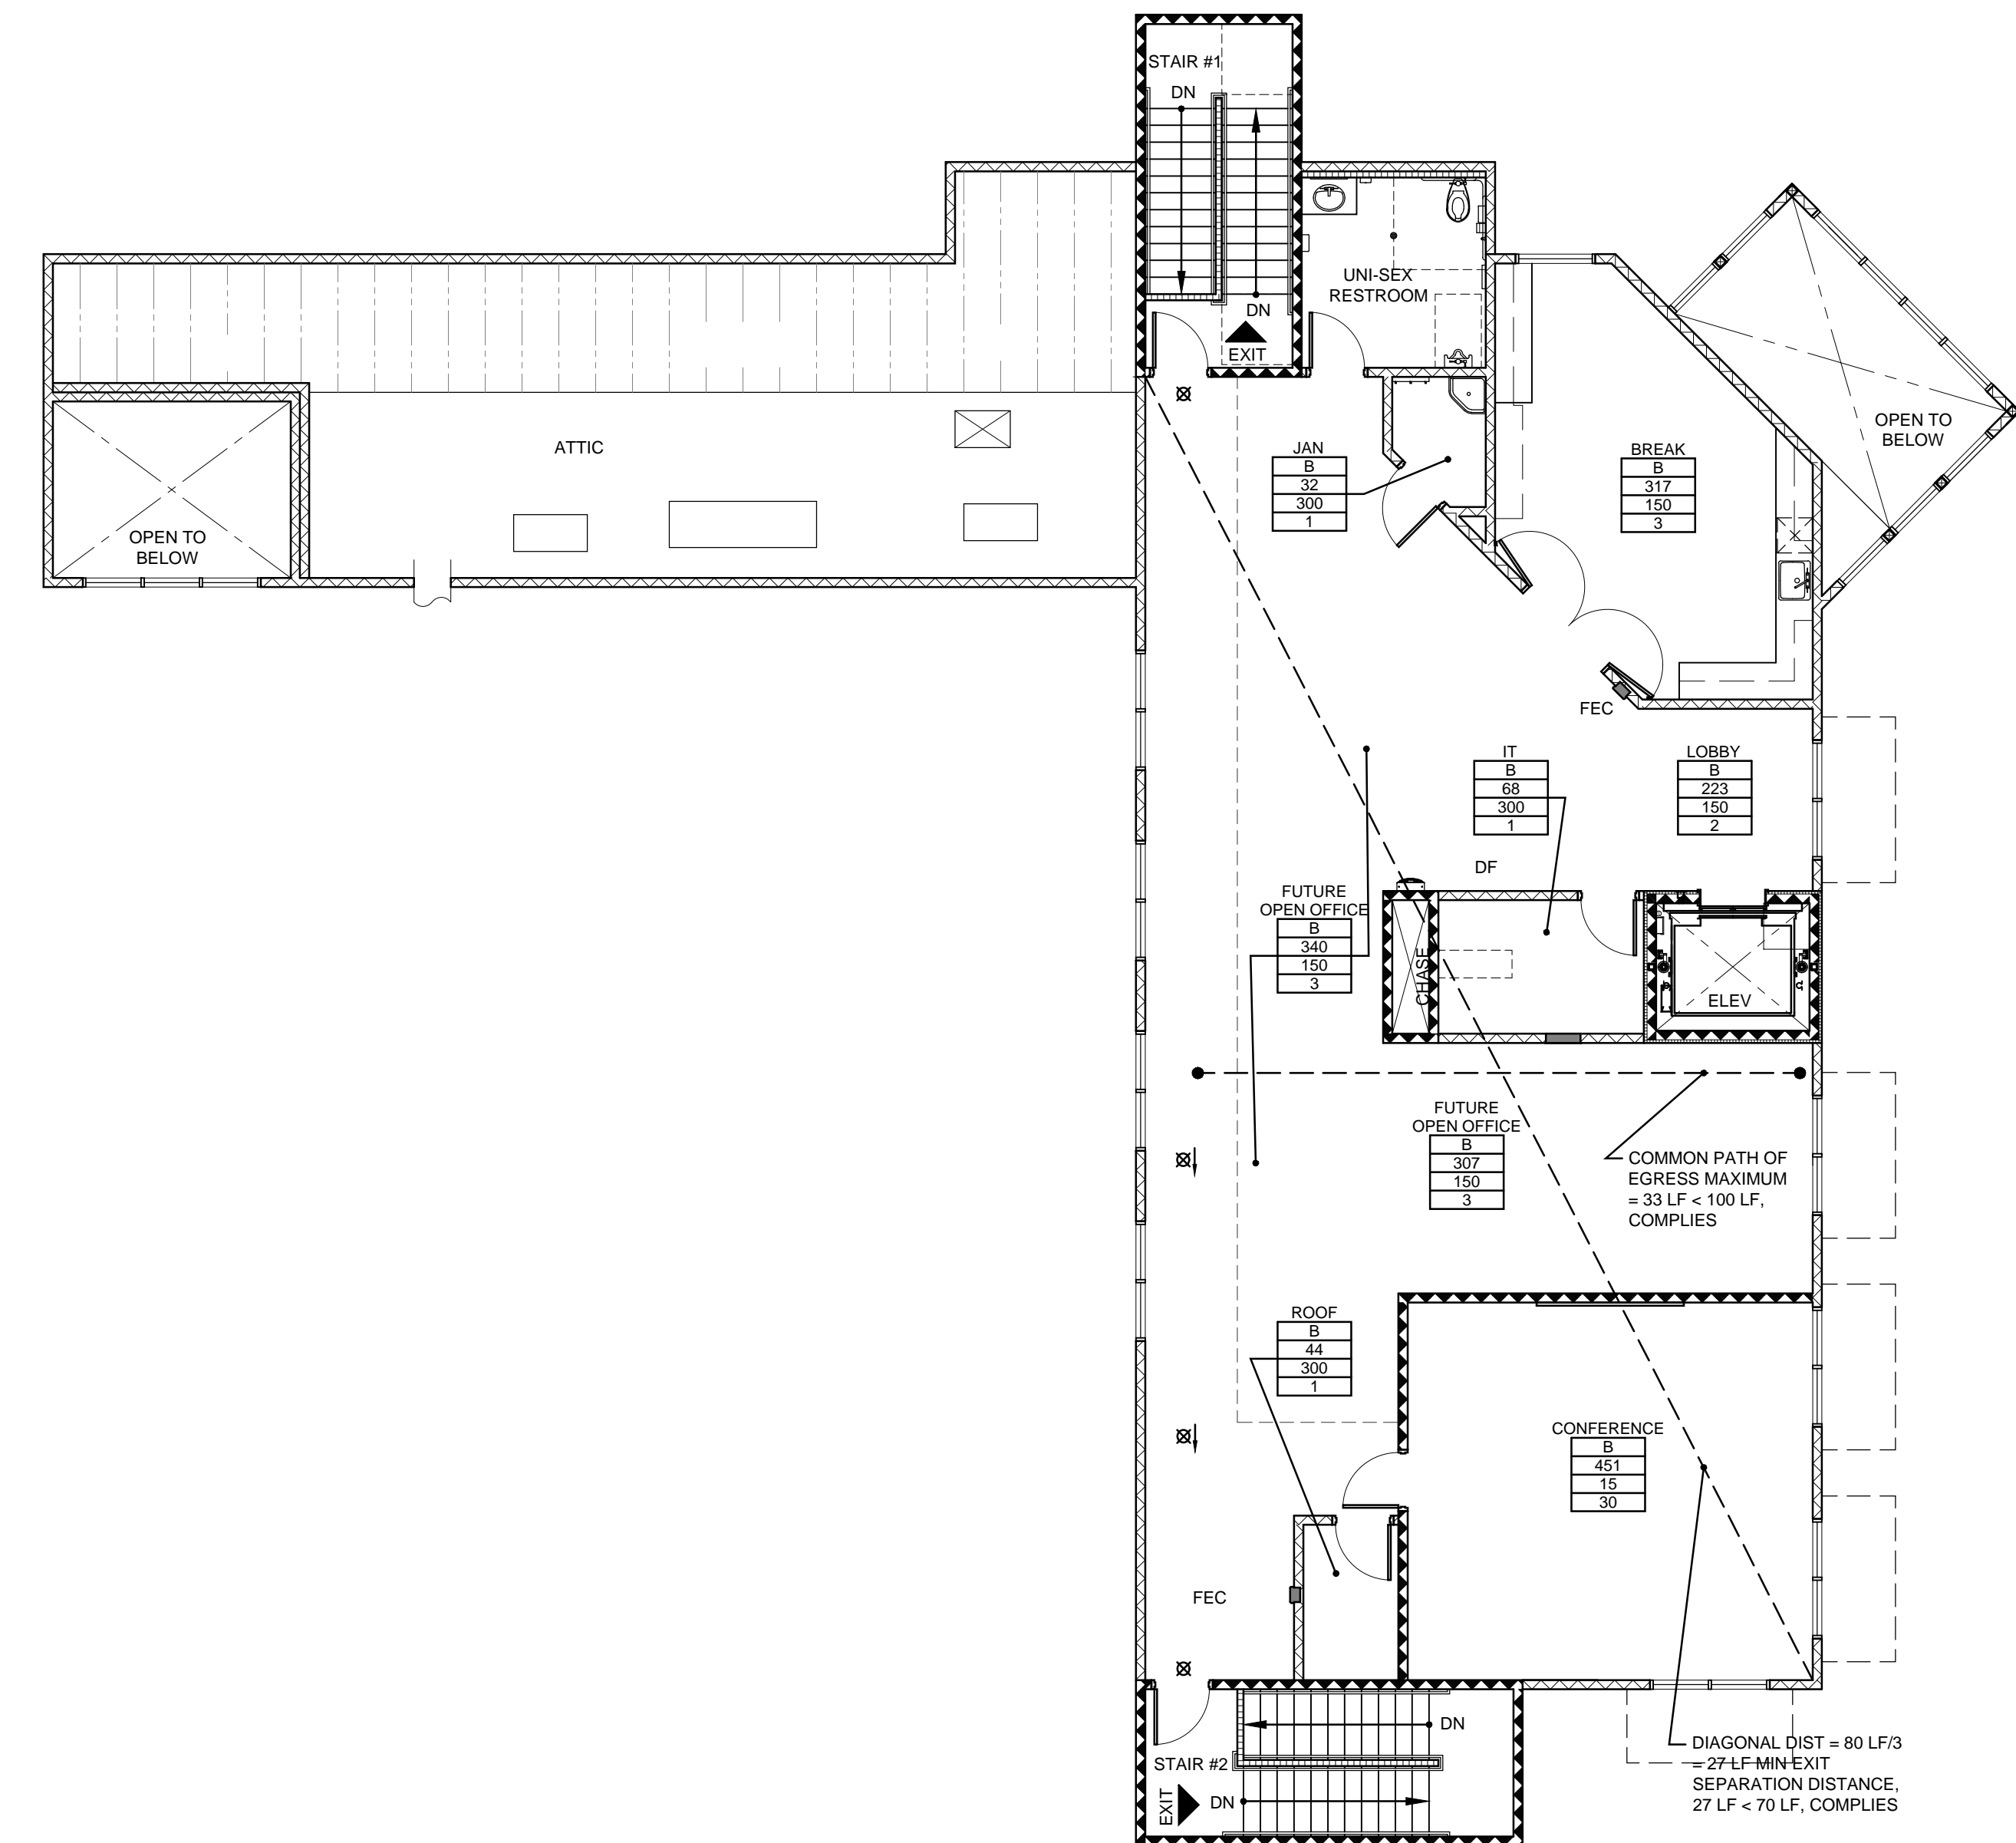 STAIR #1
DN
DN
EXIT
UNI-SEX
RESTROOM
OPEN TO
BELOW
ATTIC
OPEN TO
BELOW
JAN
B
32
300
1
BREAK
B
317
150
3
FEC
IT
B
68
300
1
LOBBY
B
223
150
2
DF
FUTURE
OPEN OFFICE
B
340
150
3
CHASE
ELEV
FUTURE
OPEN OFFICE
B
307
150
3
COMMON PATH OF
EGRESS MAXIMUM
= 33 LF < 100 LF,
COMPLIES
ROOF
B
44
300
1
CONFERENCE
B
451
15
30
FEC
DN
STAIR #2
EXIT
DN
DIAGONAL DIST = 80 LF/3
= 27 LF MIN EXIT
SEPARATION DISTANCE,
27 LF < 70 LF, COMPLIES